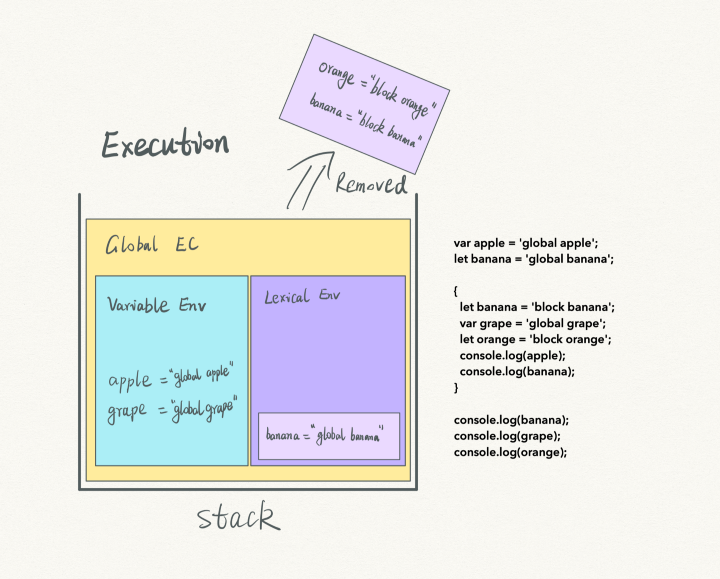 orange = "block orange"
banana = "block banana"
Execution
Removed
Global EC
Variable Env
Lexical Env
apple = "global apple"
grape = "global grape"
banana = "global banana"
stack
var apple = 'global apple';
let banana = 'global banana';
{
let banana = 'block banana';
var grape = 'global grape';
let orange = 'block orange';
console.log(apple);
console.log(banana);
}
console.log(banana);
console.log(grape);
console.log(orange);